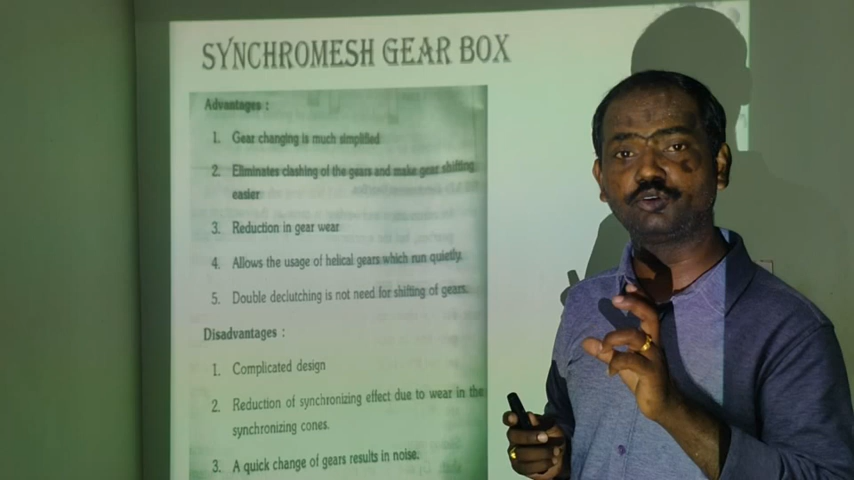 SYNCHROMESH GEAR BOX
Advantages :
1. Gear changing is much simplified
2. Eliminates clashing of the gears and make gear shifting
easier
3. Reduction in gear wear
4. Allows the usage of helical gears which run quietly.
5. Double declutching is not need for shifting of gears.
Disadvantages :
1. Complicated design
2. Reduction of synchronizing effect due to wear in the
synchronizing cones.
3. A quick change of gears results in noise.